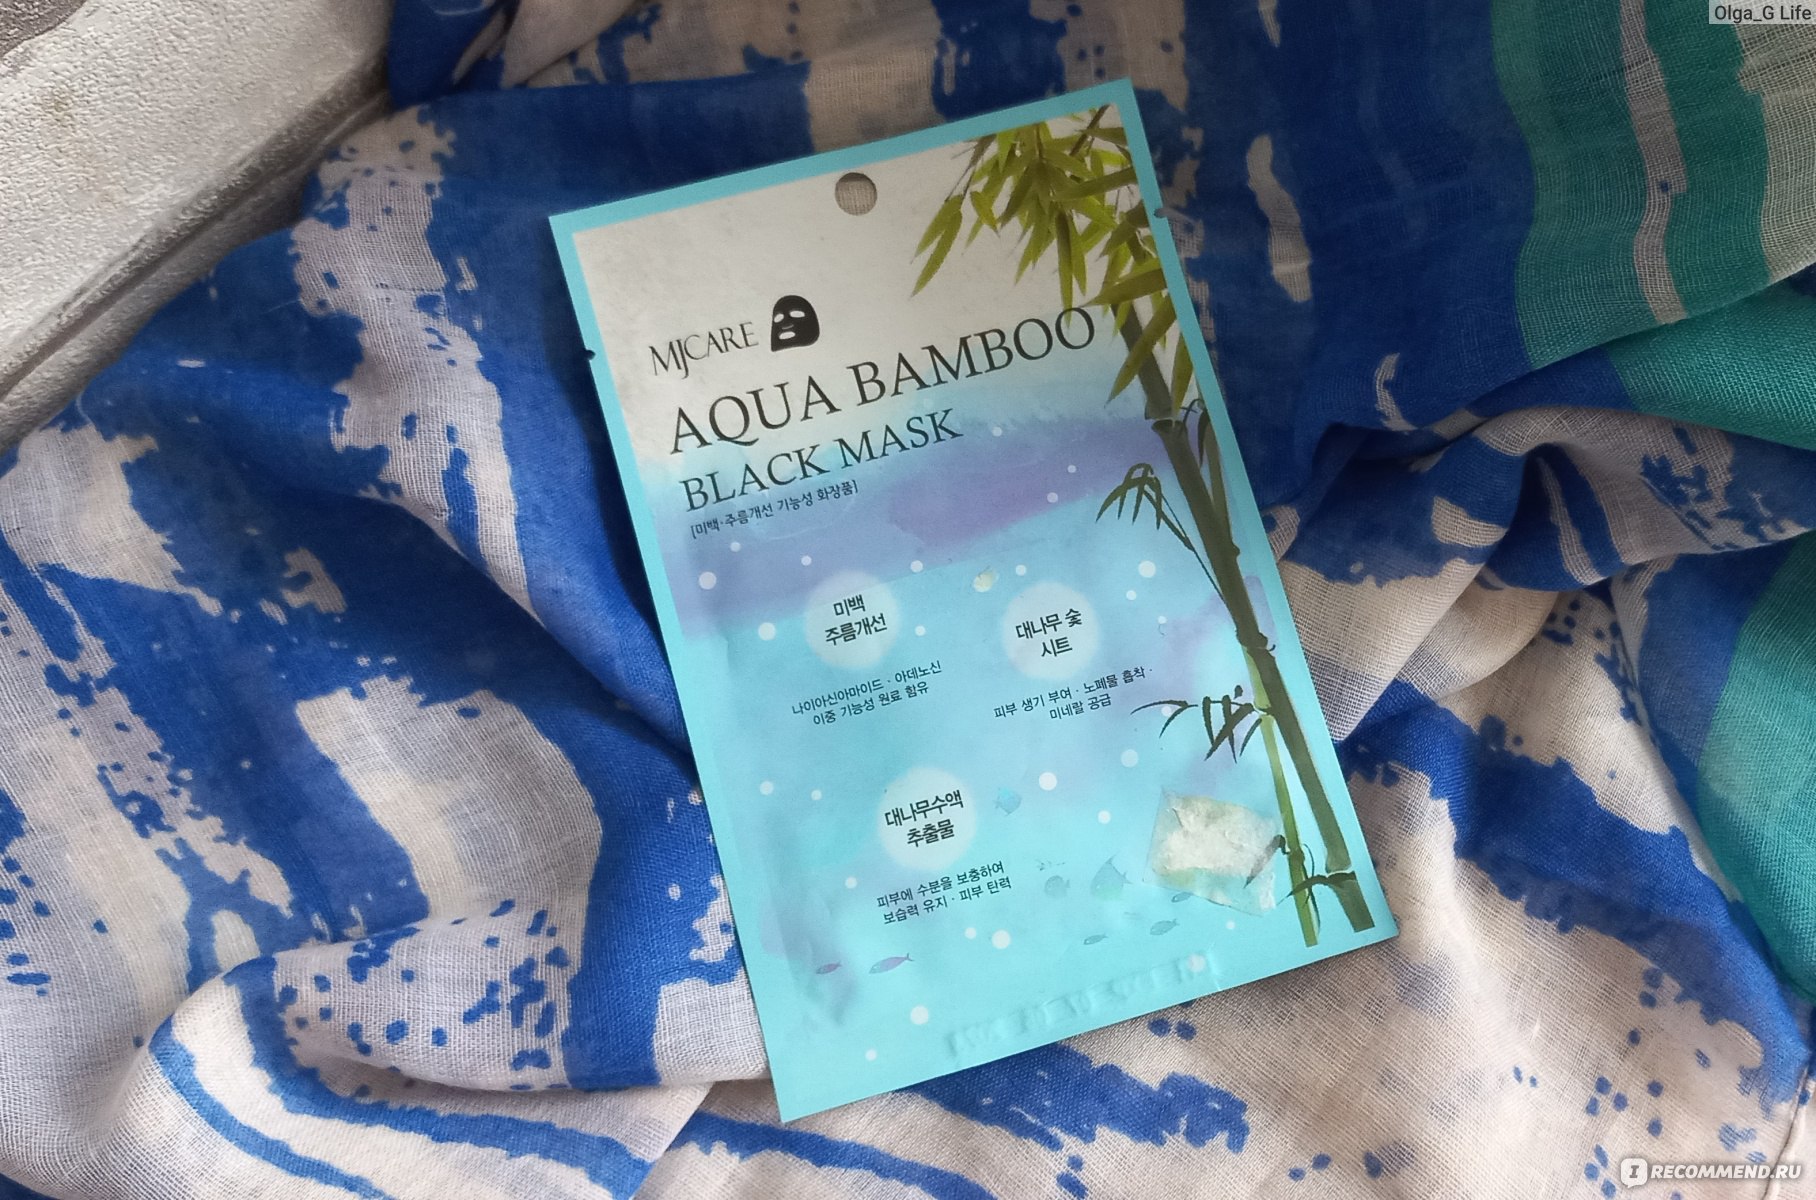 Olga_G Life
MJCARE
AQUA BAMBOO
BLACK MASK
[미백·주름개선 기능성 화장품]
미백
주름개선
나이아신아마이드 · 아데노신
이중 기능성 원료 함유
대나무 숯
시트
피부 생기 부여 · 노폐물 흡착 ·
미네랄 공급
대나무수액
추출물
피부에 수분을 보충하여
보습력 유지 · 피부 탄력
I RECOMMEND.RU